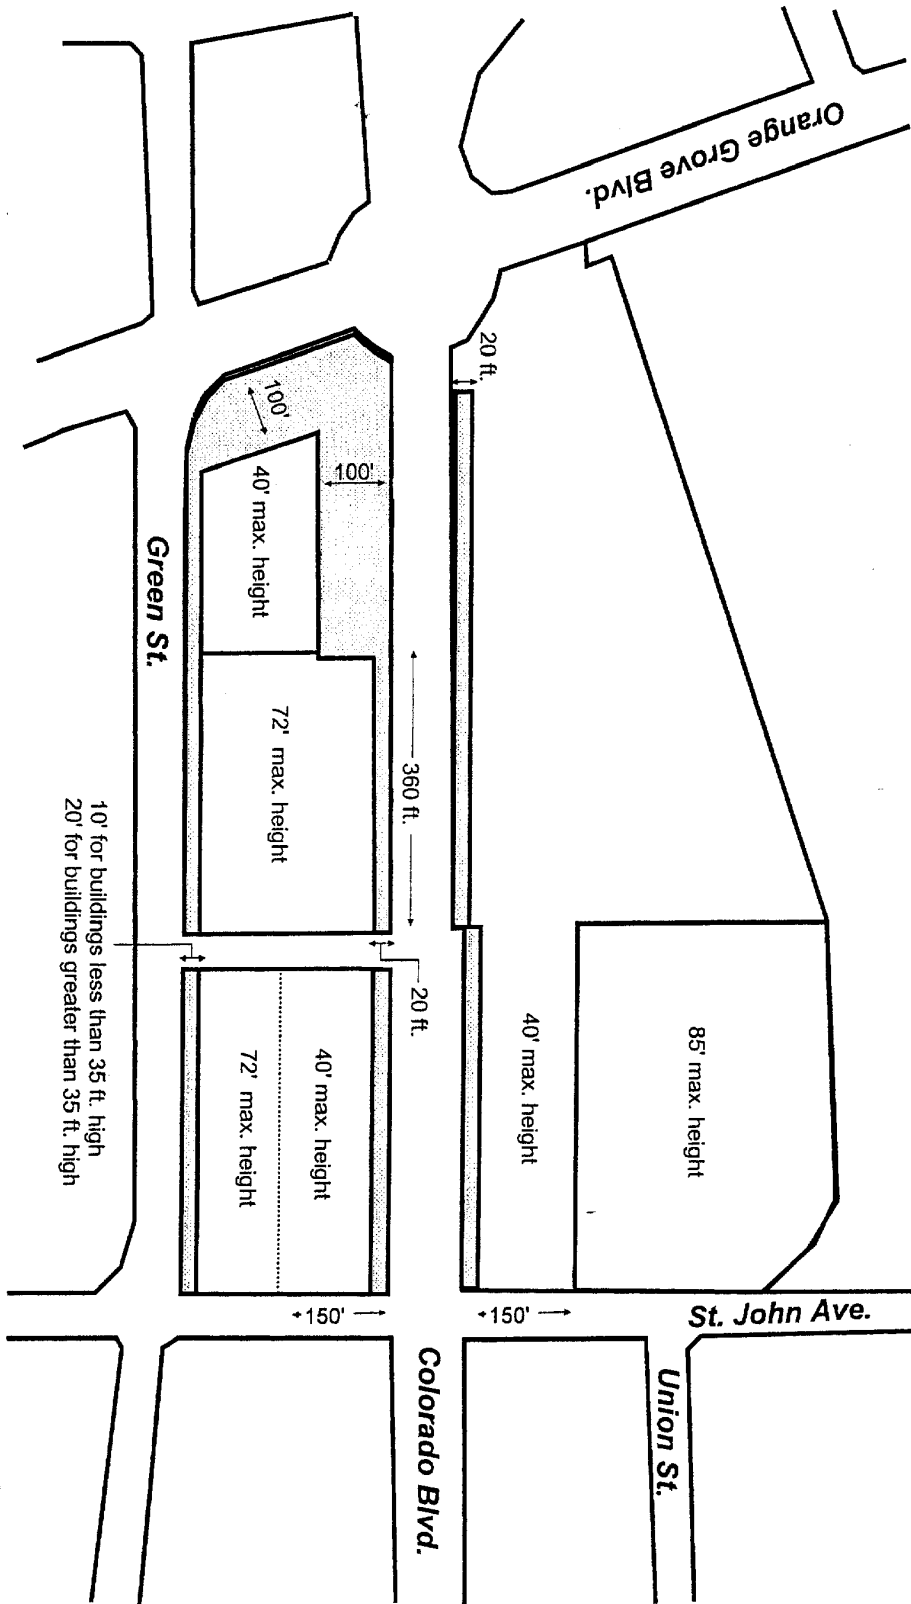 Orange Grove Blvd.
20 ft.
100'
100'
40' max. height
Green St.
72' max. height
360 ft.
10' for buildings less than 35 ft. high
20' for buildings greater than 35 ft. high
20 ft.
40' max. height
72' max. height
40' max. height
85' max. height
150'
150'
St. John Ave.
Colorado Blvd.
Union St.